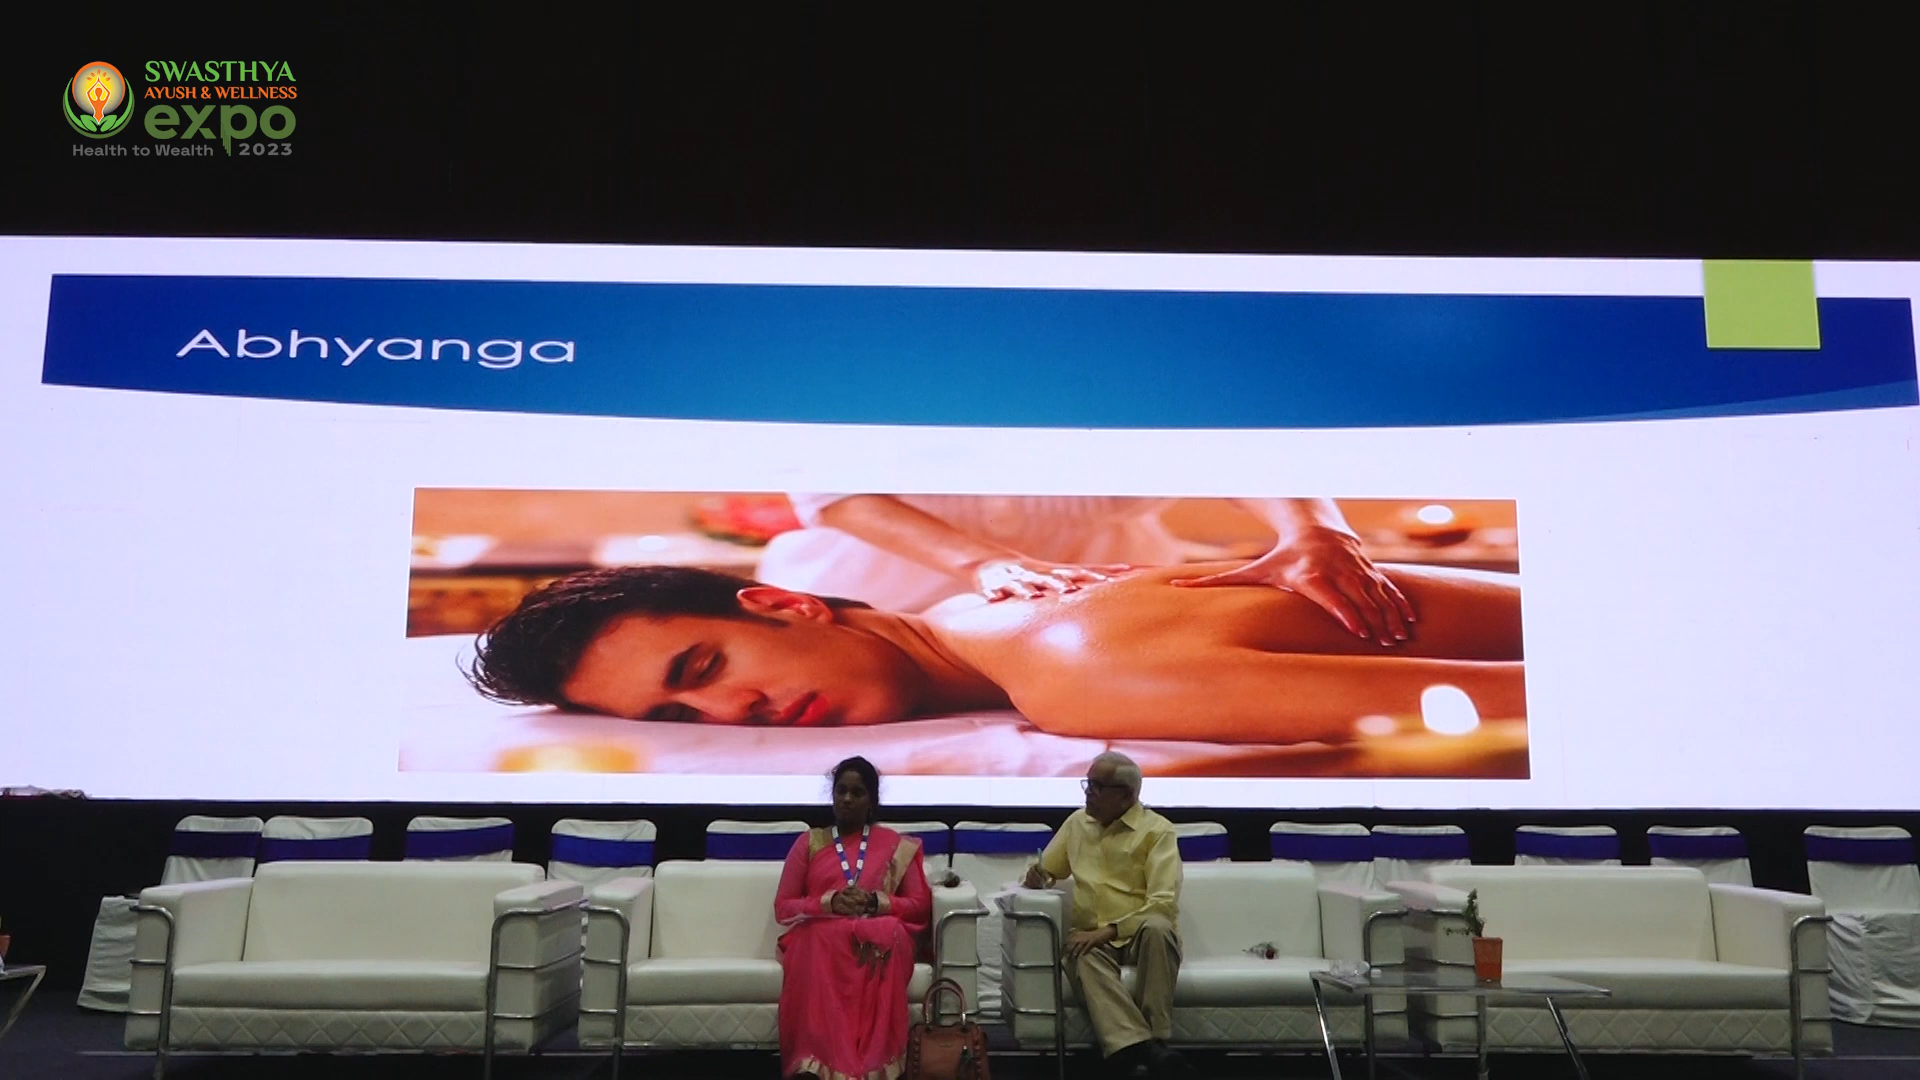 SWASTHYA
AYUSH & WELLNESS
expo
Health to Wealth 2023
Abhyanga